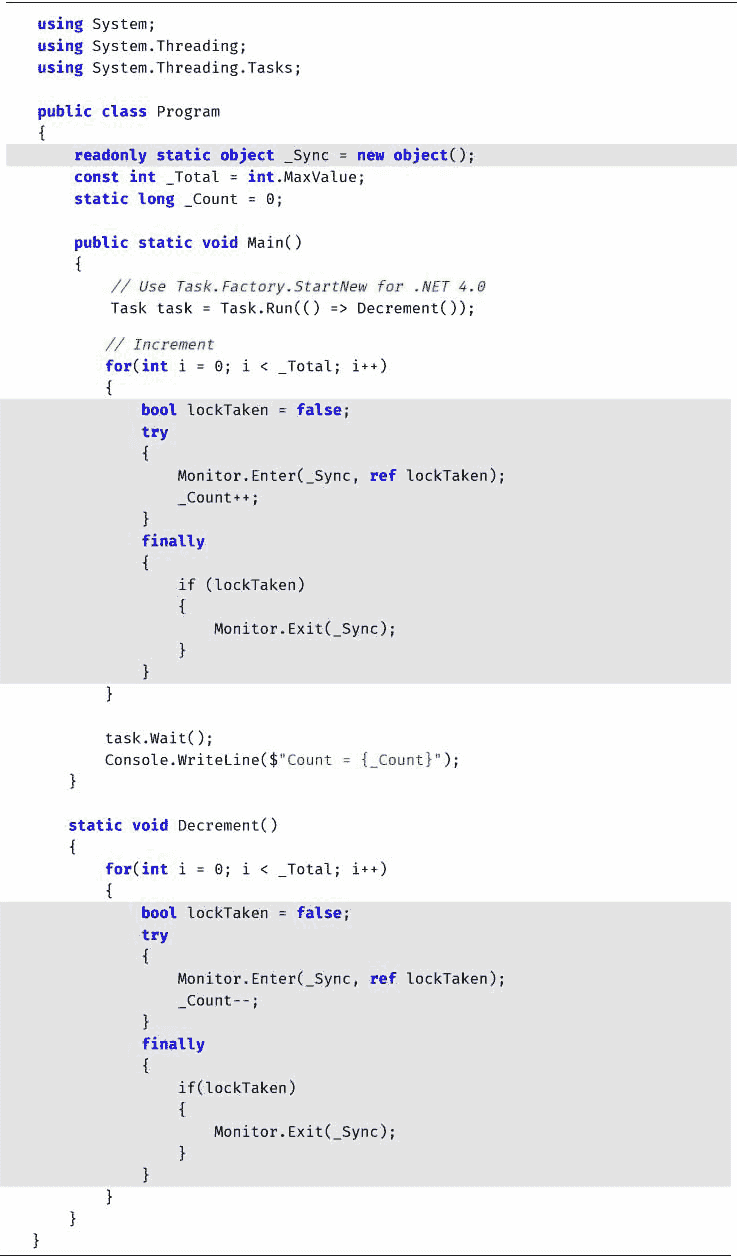 using System;
using System.Threading;
using System.Threading.Tasks;
public class Program
{
readonly static object _Sync = new object();
const int _Total = int.MaxValue;
static long _Count = 0;
public static void Main()
{
// Use Task.Factory.StartNew for .NET 4.0
Task task = Task.Run(() => Decrement());
// Increment
for(int i = 0; i < _Total; i++)
{
bool lockTaken = false;
try
{
Monitor.Enter(_Sync, ref lockTaken);
_Count++;
}
finally
{
if (lockTaken)
{
Monitor.Exit(_Sync);
}
}
}
task.Wait();
Console.WriteLine($"Count = {_Count}");
}
static void Decrement()
{
for(int i = 0; i < _Total; i++)
{
bool lockTaken = false;
try
{
Monitor.Enter(_Sync, ref lockTaken);
_Count--;
}
finally
{
if(lockTaken)
{
Monitor.Exit(_Sync);
}
}
}
}
}